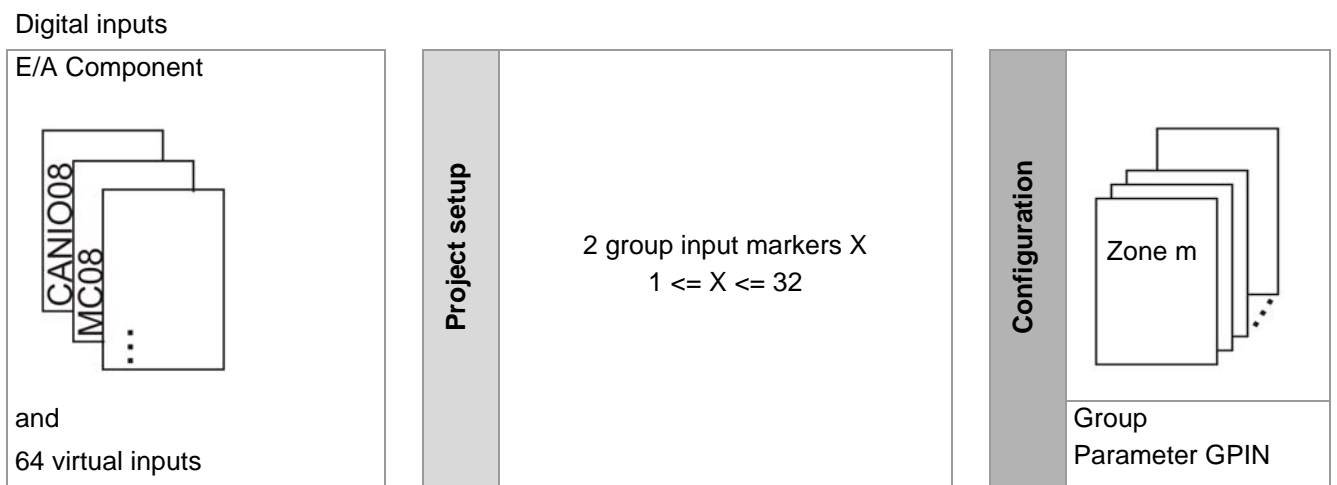 Digital inputs
E/A Component
CANIO08
MC08
...
and
64 virtual inputs
Project setup
2 group input markers X
1 <= X <= 32
Configuration
Zone m
Group
Parameter GPIN